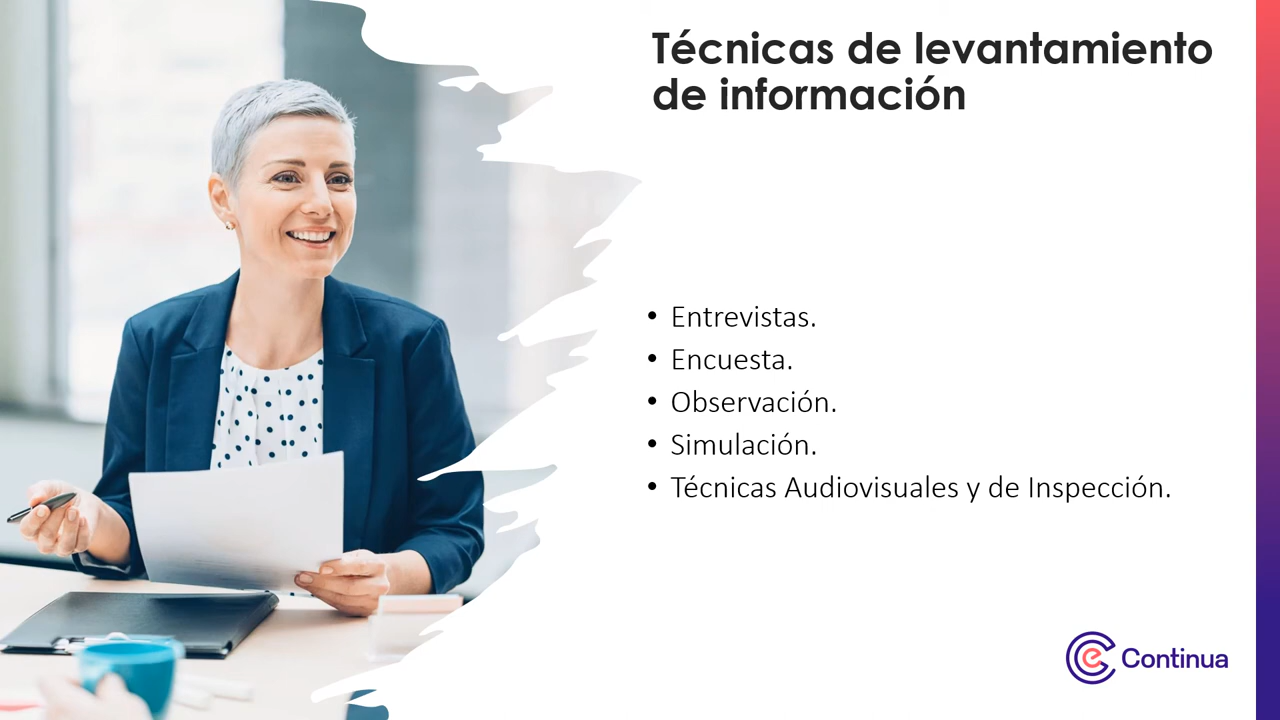 Técnicas de levantamiento
de información
• Entrevistas.
• Encuesta.
• Observación.
• Simulación.
• Técnicas Audiovisuales y de Inspección.
Continua